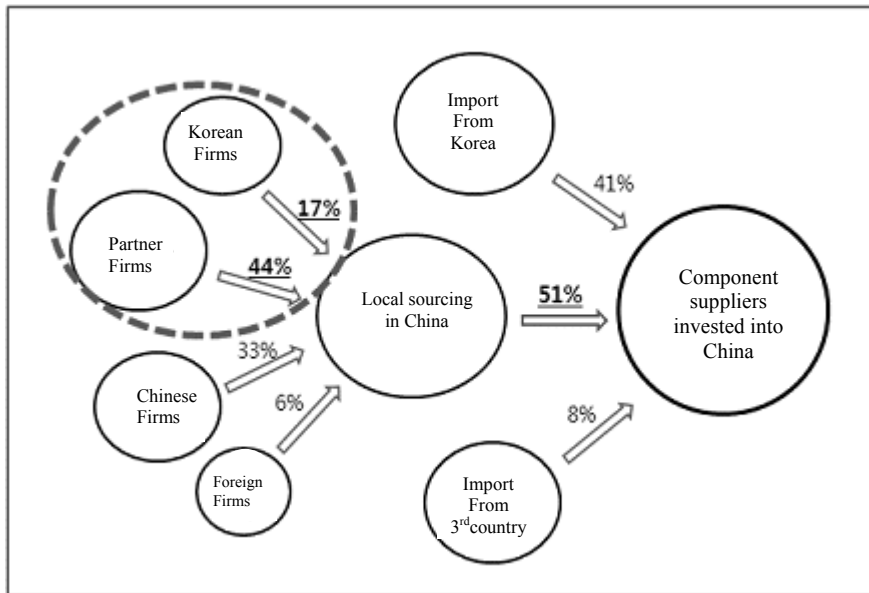 Korean
Firms
17%
Partner
Firms
44%
Chinese
Firms
33%
Foreign
Firms
6%
Local sourcing
in China
51%
Import
From
Korea
41%
Import
From
3rdcountry
8%
Component
suppliers
invested into
China